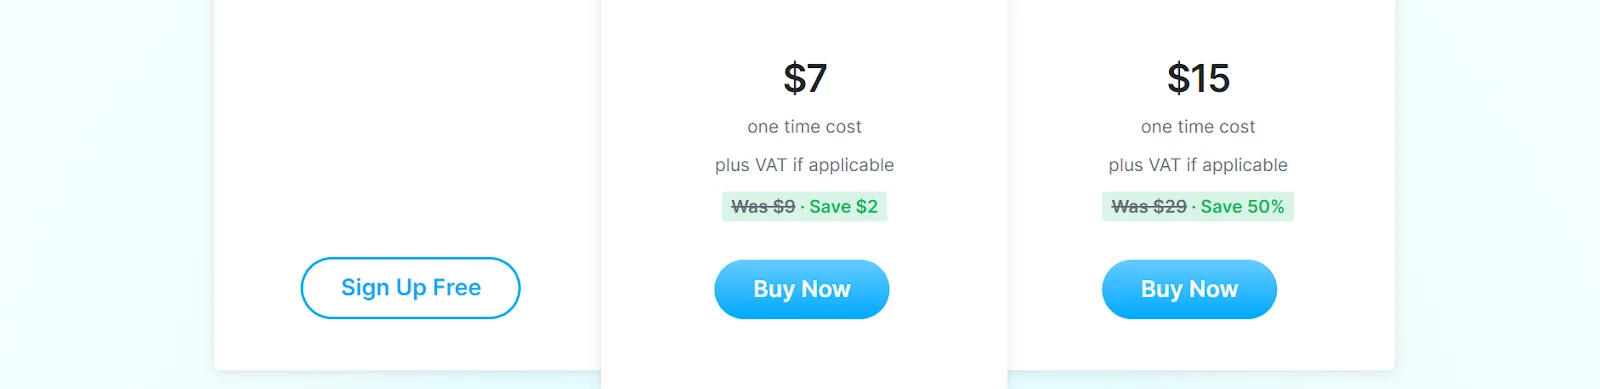 Sign Up Free
$7
one time cost
plus VAT if applicable
Was $9 · Save $2
Buy Now
$15
one time cost
plus VAT if applicable
Was $29 · Save 50%
Buy Now